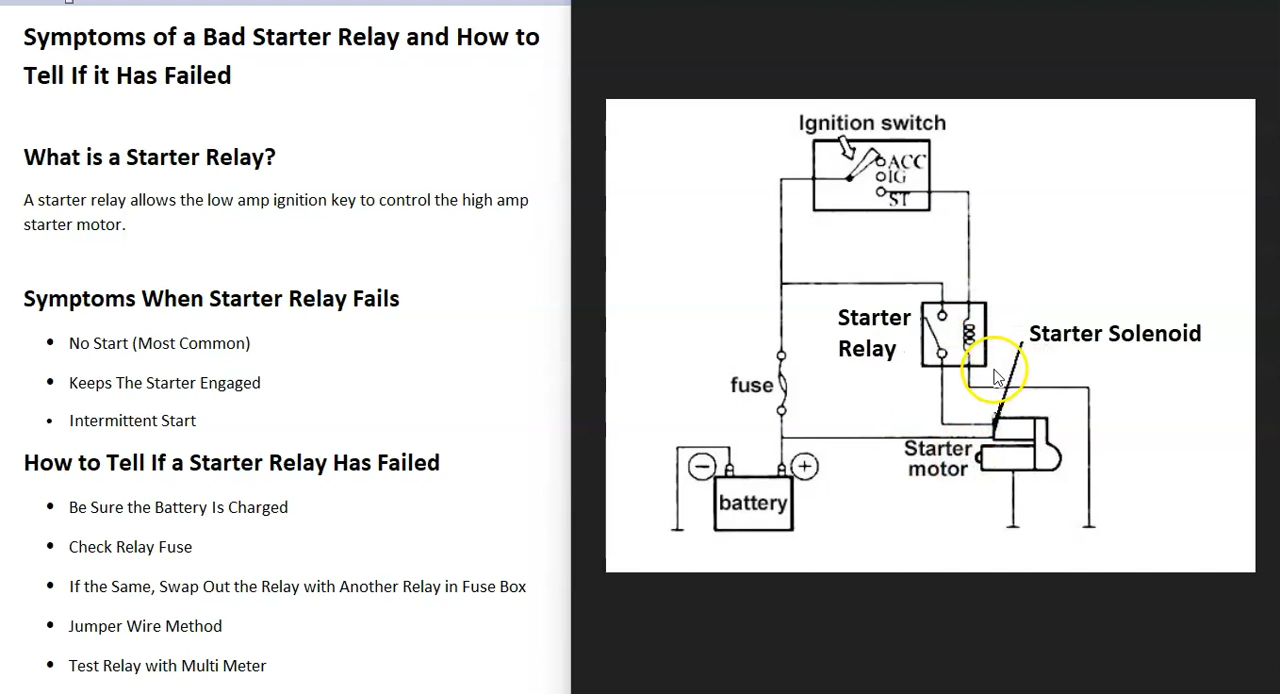 Symptoms of a Bad Starter Relay and How to
Tell If it Has Failed
What is a Starter Relay?
A starter relay allows the low amp ignition key to control the high amp
starter motor.
Symptoms When Starter Relay Fails
• No Start (Most Common)
• Keeps The Starter Engaged
• Intermittent Start
How to Tell If a Starter Relay Has Failed
• Be Sure the Battery Is Charged
• Check Relay Fuse
• If the Same, Swap Out the Relay with Another Relay in Fuse Box
• Jumper Wire Method
• Test Relay with Multi Meter
Ignition switch
ACC
IG
ST
Starter
Relay
Starter Solenoid
fuse
Starter
motor
− +
battery